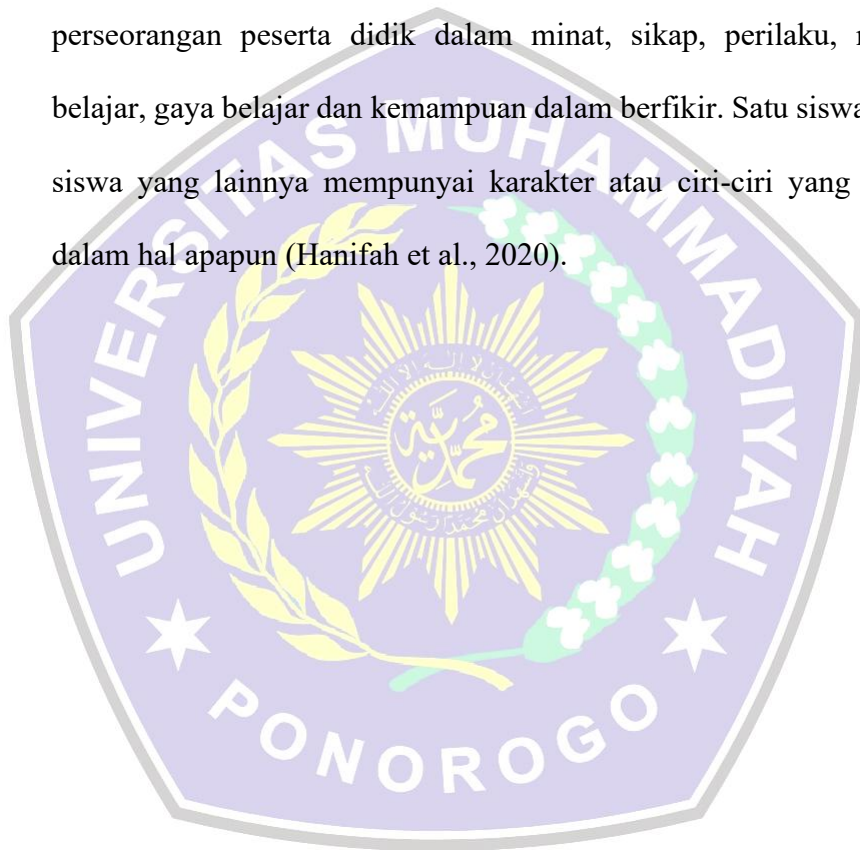 perseorangan peserta didik dalam minat, sikap, perilaku,
belajar, gaya belajar dan kemampuan dalam berfikir. Satu siswa
siswa yang lainnya mempunyai karakter atau ciri-ciri yang
dalam hal apapun (Hanifah et al., 2020).
UNIVERSITAS MUHAMMADIYAH
PONOROGO